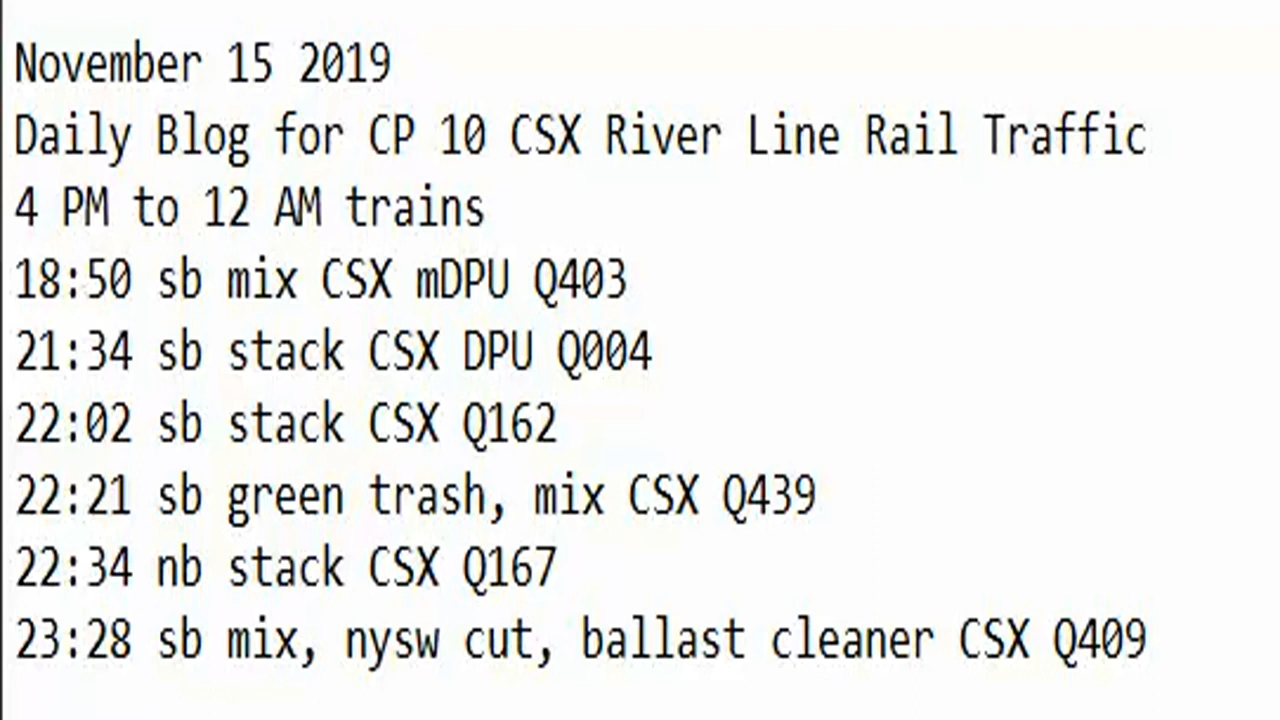 November 15 2019
Daily Blog for CP 10 CSX River Line Rail Traffic
4 PM to 12 AM trains
18:50 sb mix CSX mDPU Q403
21:34 sb stack CSX DPU Q004
22:02 sb stack CSX Q162
22:21 sb green trash, mix CSX Q439
22:34 nb stack CSX Q167
23:28 sb mix, nysw cut, ballast cleaner CSX Q409